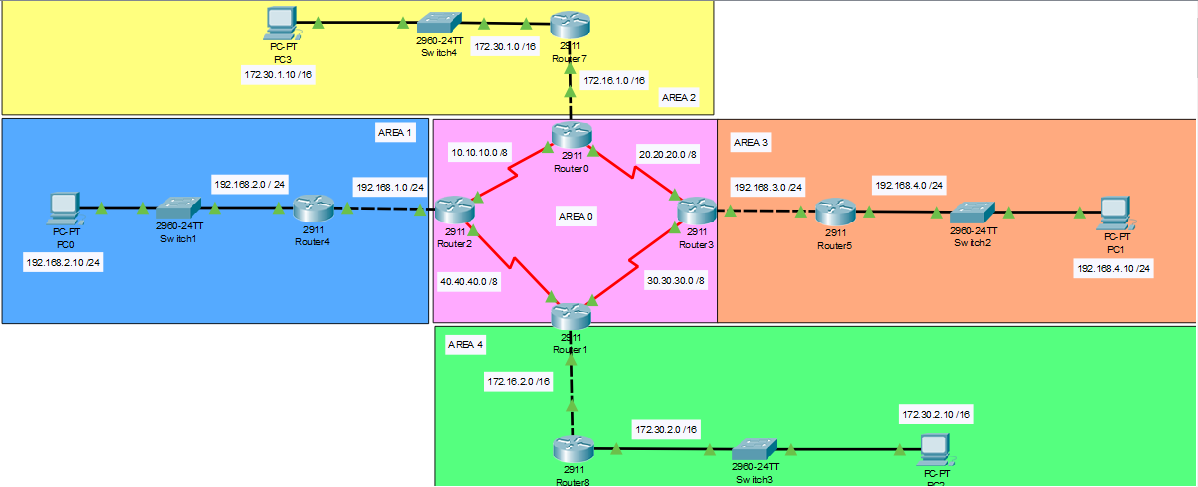 PC-PT
PC3
172.30.1.10 /16
2960-24TT
Switch4
172.30.1.0 /16
2911
Router7
172.16.1.0 /16
AREA 2
AREA 1
192.168.2.0 / 24
192.168.1.0 /24
PC-PT
PC0
192.168.2.10 /24
2960-24TT
Switch1
2911
Router4
2911
Router0
10.10.10.0 /8
20.20.20.0 /8
AREA 0
2911
Router2
2911
Router3
40.40.40.0 /8
30.30.30.0 /8
2911
Router1
AREA 3
192.168.3.0 /24
192.168.4.0 /24
2911
Router5
2960-24TT
Switch2
PC-PT
PC1
192.168.4.10 /24
AREA 4
172.16.2.0 /16
2911
Router8
172.30.2.0 /16
2960-24TT
Switch3
172.30.2.10 /16
PC-PT
PC2